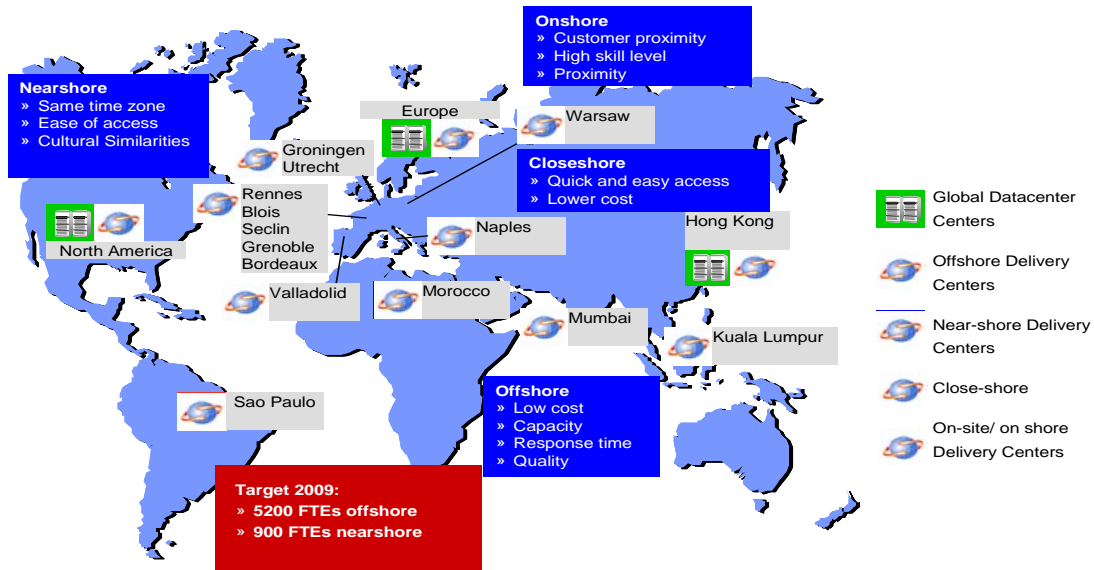 Onshore
» Customer proximity
» High skill level
» Proximity
Nearshore
» Same time zone
» Ease of access
» Cultural Similarities
Europe
Warsaw
Groningen
Utrecht
Closeshore
» Quick and easy access
» Lower cost
Rennes
Blois
Seclin
Grenoble
Bordeaux
Naples
Hong Kong
North America
Valladolid
Morocco
Mumbai
Kuala Lumpur
Sao Paulo
Offshore
» Low cost
» Capacity
» Response time
» Quality
Target 2009:
» 5200 FTEs offshore
» 900 FTEs nearshore
Global Datacenter
Centers
Offshore Delivery
Centers
Near-shore Delivery
Centers
Close-shore
On-site/ on shore
Delivery Centers